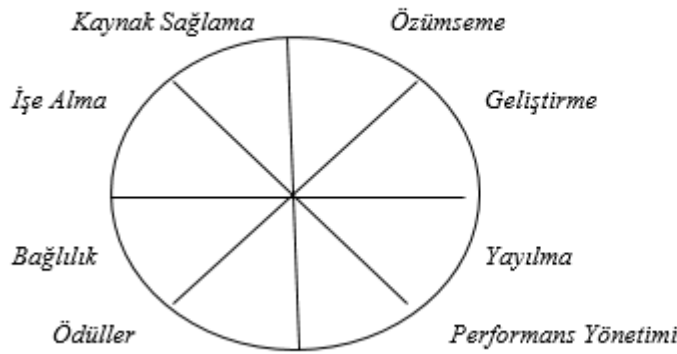 Kaynak Sağlama
Özümseme
İşe Alma
Geliştirme
Bağlılık
Yayılma
Ödüller
Performans Yönetimi